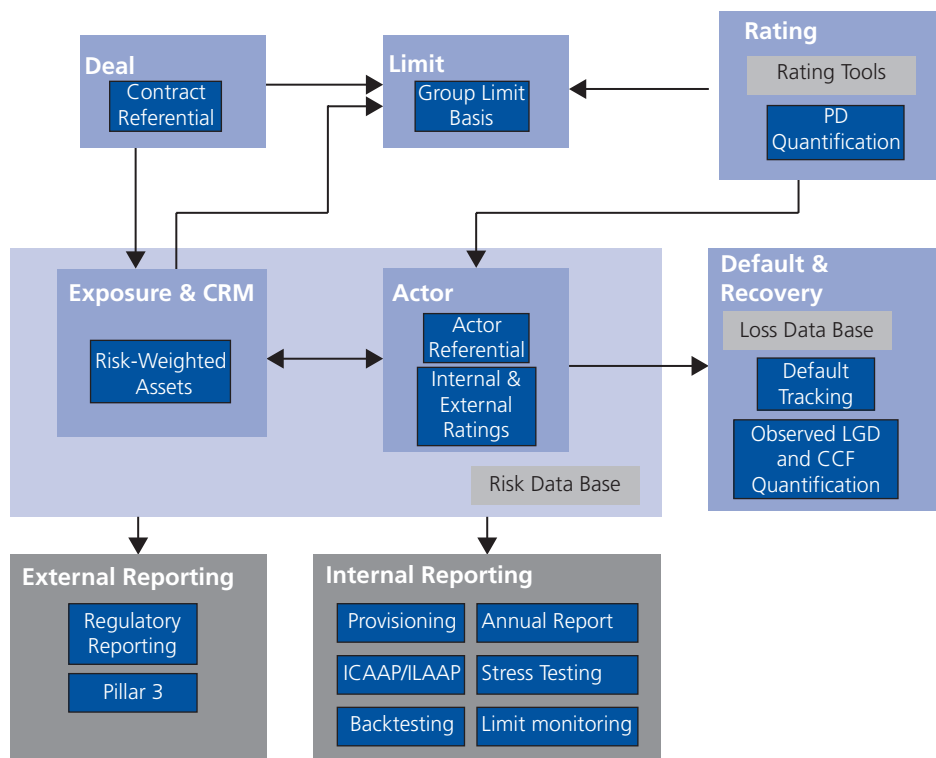 Deal
Contract
Referential
Limit
Group Limit
Basis
Rating
Rating Tools
PD
Quantification
Exposure & CRM
Risk-Weighted
Assets
Actor
Actor
Referential
Internal &
External
Ratings
Risk Data Base
Default &
Recovery
Loss Data Base
Default
Tracking
Observed LGD
and CCF
Quantification
External Reporting
Regulatory
Reporting
Pillar 3
Internal Reporting
Provisioning
Annual Report
ICAAP/ILAAP
Stress Testing
Backtesting
Limit monitoring